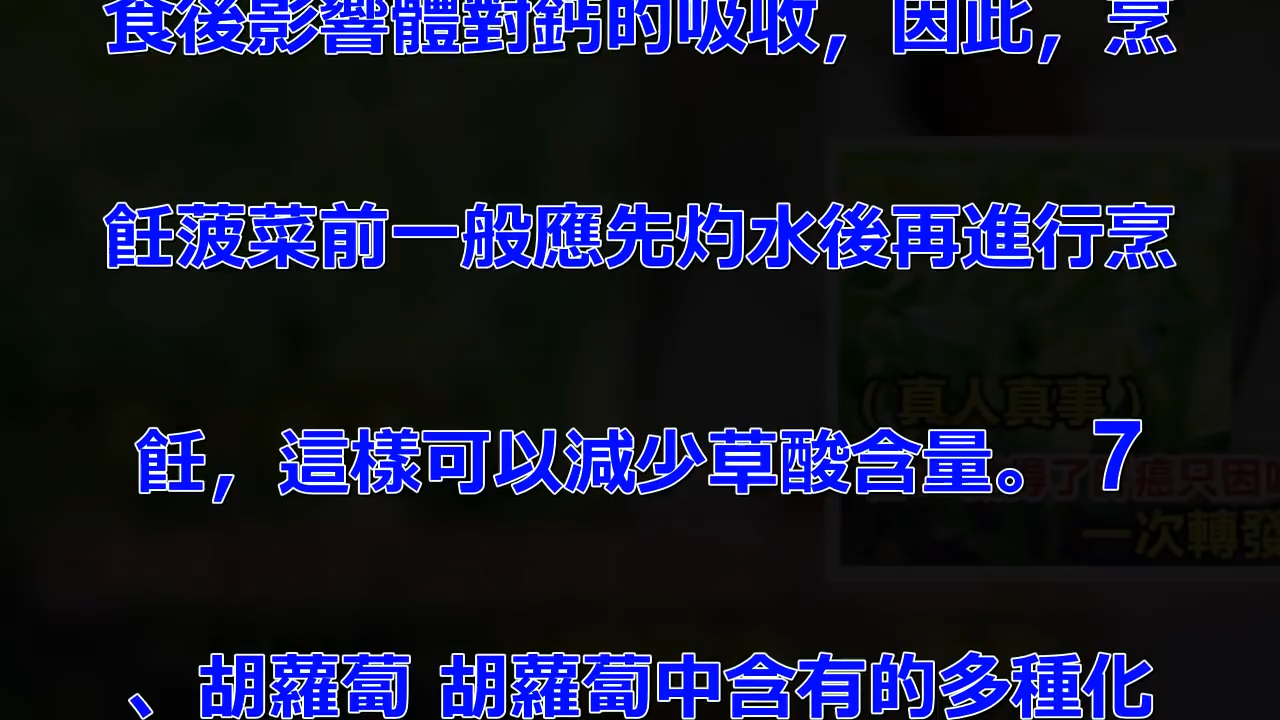 食後影響體對鈣的吸收，因此，烹
飪菠菜前一般應先灼水後再進行烹
（真人真事）
飪，這樣可以減少草酸含量。 7
癌只因
一次轉發
、胡蘿蔔 胡蘿蔔中含有的多種化